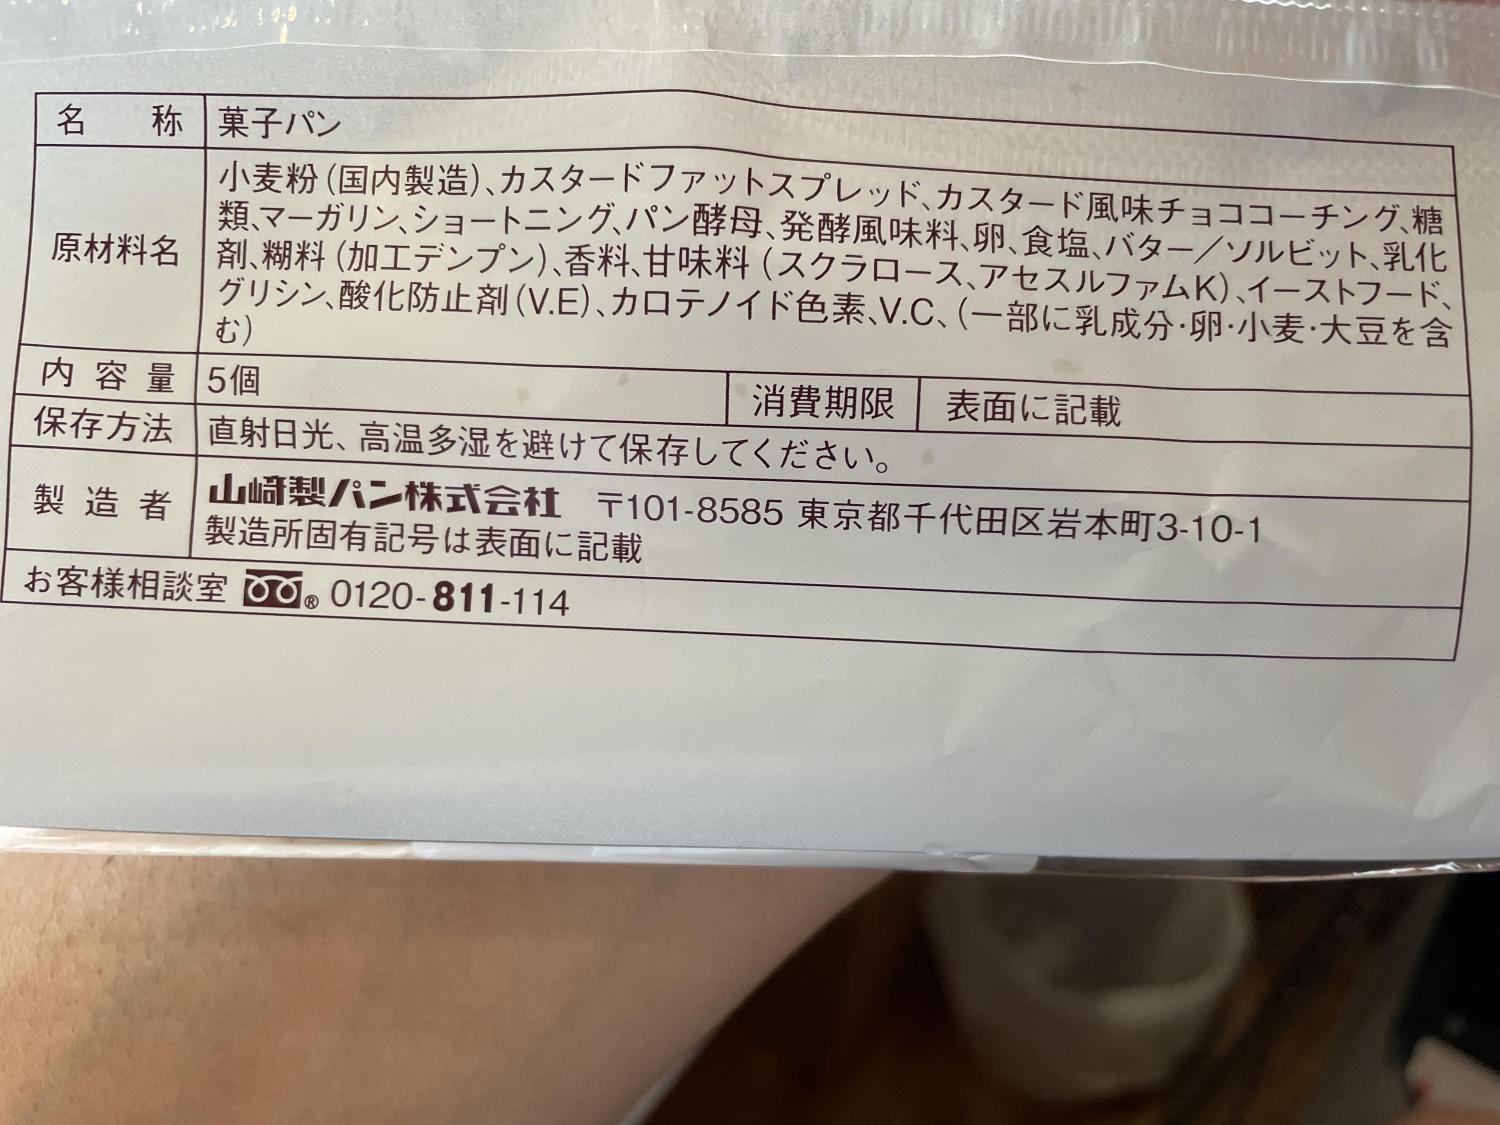 名 称 菓子パン
原材料名
小麦粉(国内製造)、カスタードファットスプレッド、カスタード風味チョココーチング、糖
類、マーガリン、ショートニング、パン酵母、発酵風味料、卵、食塩、バター／ソルビット、乳化
剤、糊料(加工デンプン)、香料、甘味料(スクラロース、アセスルファムK)、イーストフード、
グリシン、酸化防止剤(V.E)、カロテノイド色素、V.C、(一部に乳成分・卵・小麦・大豆を含
む)
内容量 5個 消費期限 表面に記載
保存方法 直射日光、高温多湿を避けて保存してください。
製造者 山崎製パン株式会社 〒101-8585 東京都千代田区岩本町3-10-1
製造所固有記号は表面に記載
お客様相談室 ® 0120-811-114